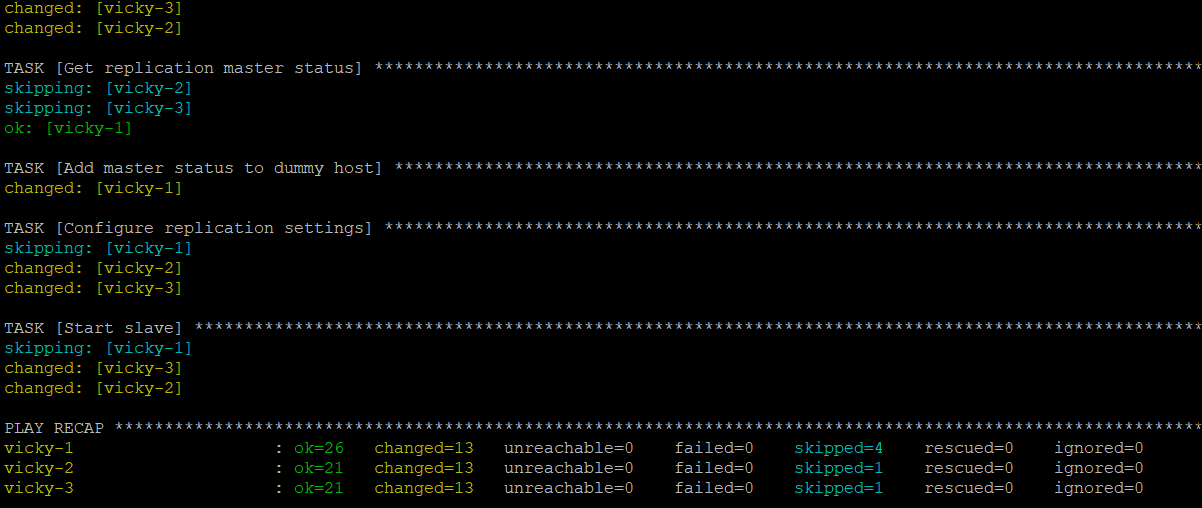 changed: [vicky-3]
changed: [vicky-2]
TASK [Get replication master status] ***********************************************************************************
skipping: [vicky-2]
skipping: [vicky-3]
ok: [vicky-1]
TASK [Add master status to dummy host] *********************************************************************************
changed: [vicky-1]
TASK [Configure replication settings] **********************************************************************************
skipping: [vicky-1]
changed: [vicky-2]
changed: [vicky-3]
TASK [Start slave] *****************************************************************************************************
skipping: [vicky-1]
changed: [vicky-3]
changed: [vicky-2]
PLAY RECAP *************************************************************************************************************
vicky-1                    : ok=26   changed=13   unreachable=0    failed=0    skipped=4    rescued=0    ignored=0
vicky-2                    : ok=21   changed=13   unreachable=0    failed=0    skipped=1    rescued=0    ignored=0
vicky-3                    : ok=21   changed=13   unreachable=0    failed=0    skipped=1    rescued=0    ignored=0